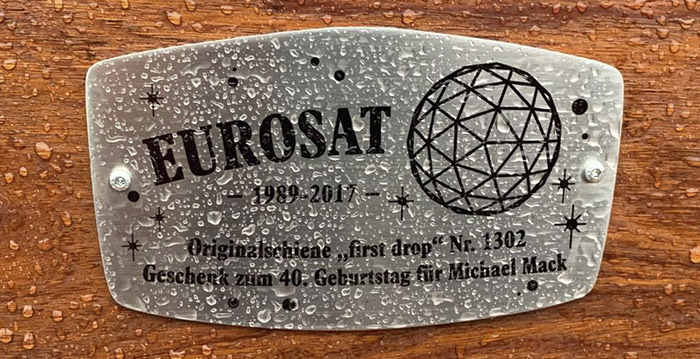 EUROSAT
– 1989-2017 –
Originalschiene „first drop“ Nr. 1302
Geschenk zum 40. Geburtstag für Michael Mack